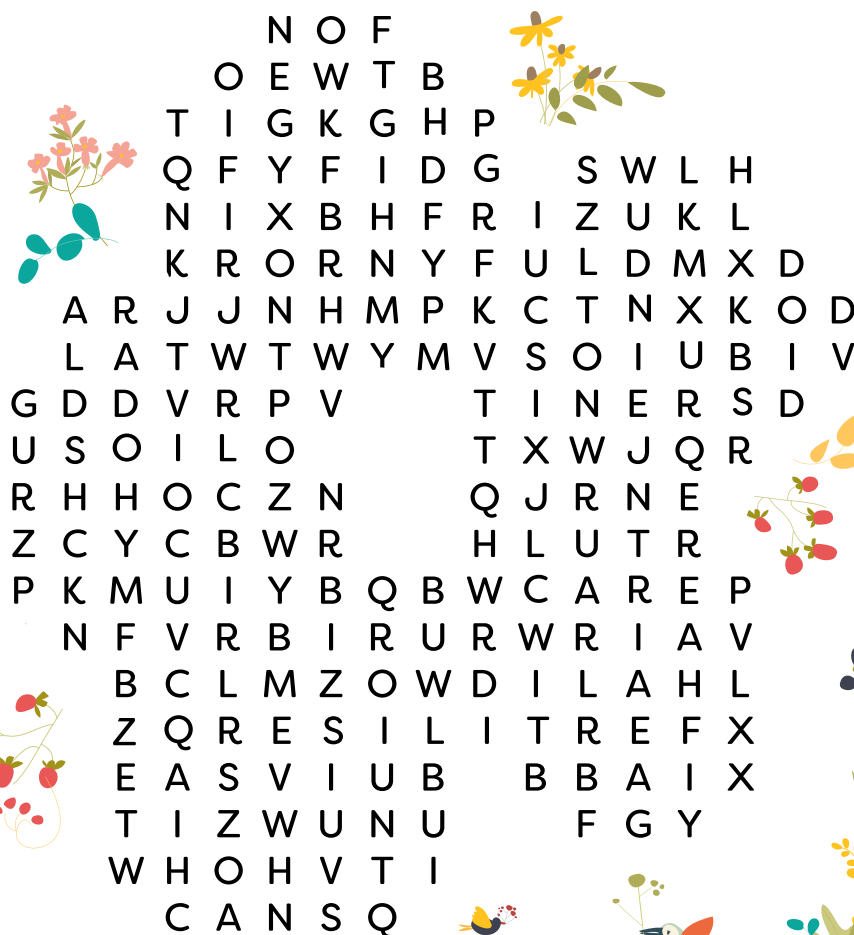 N O F
O E W T B
T I G K G H P
Q F Y F I D G S W L H
N I X B H F R I Z U K L
K R O R N Y F U L D M X D
A R J J N H M P K C T N X K O D
L A T W T W Y M V S O I U B I V
G D D V R P V T I N E R S D
U S O I L O T X W J Q R
R H H O C Z N Q J R N E
Z C Y C B W R H L U T R
P K M U I Y B Q B W C A R E P
N F V R B I R U R W R I A V
B C L M Z O W D I L A H L
Z Q R E S I L I T R E F X
E A S V I U B B B A I X
T I Z W U N U F G Y
W H O H V T I
C A N S Q